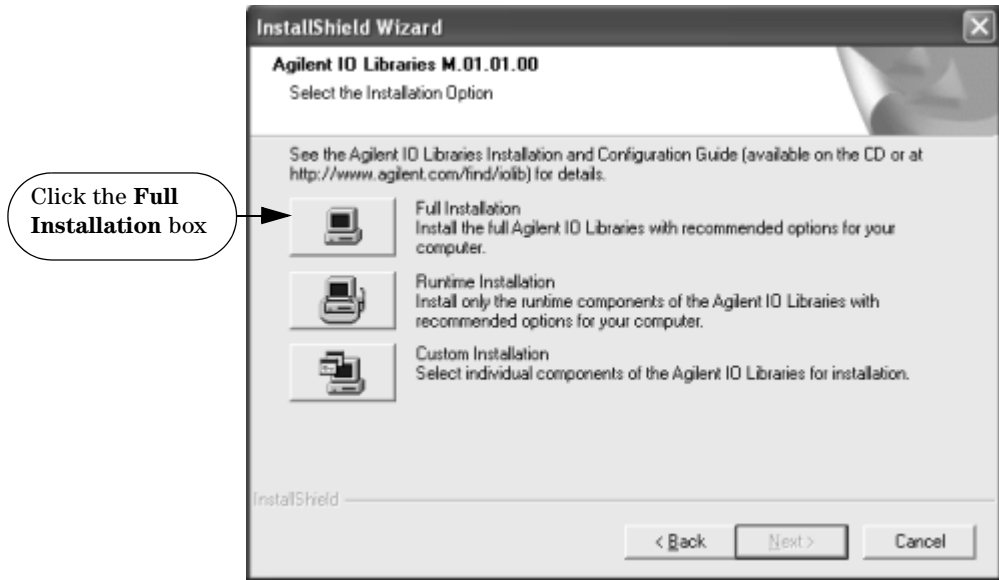 InstallShield Wizard
Agilent IO Libraries M.01.01.00
Select the Installation Option
See the Agilent IO Libraries Installation and Configuration Guide (available on the CD or at
http://www.agilent.com/find/iolib) for details.
Click the Full
Installation box
Full Installation
Install the full Agilent IO Libraries with recommended options for your
computer.
Runtime Installation
Install only the runtime components of the Agilent IO Libraries with
recommended options for your computer.
Custom Installation
Select individual components of the Agilent IO Libraries for installation.
InstallShield
< Back
Next >
Cancel